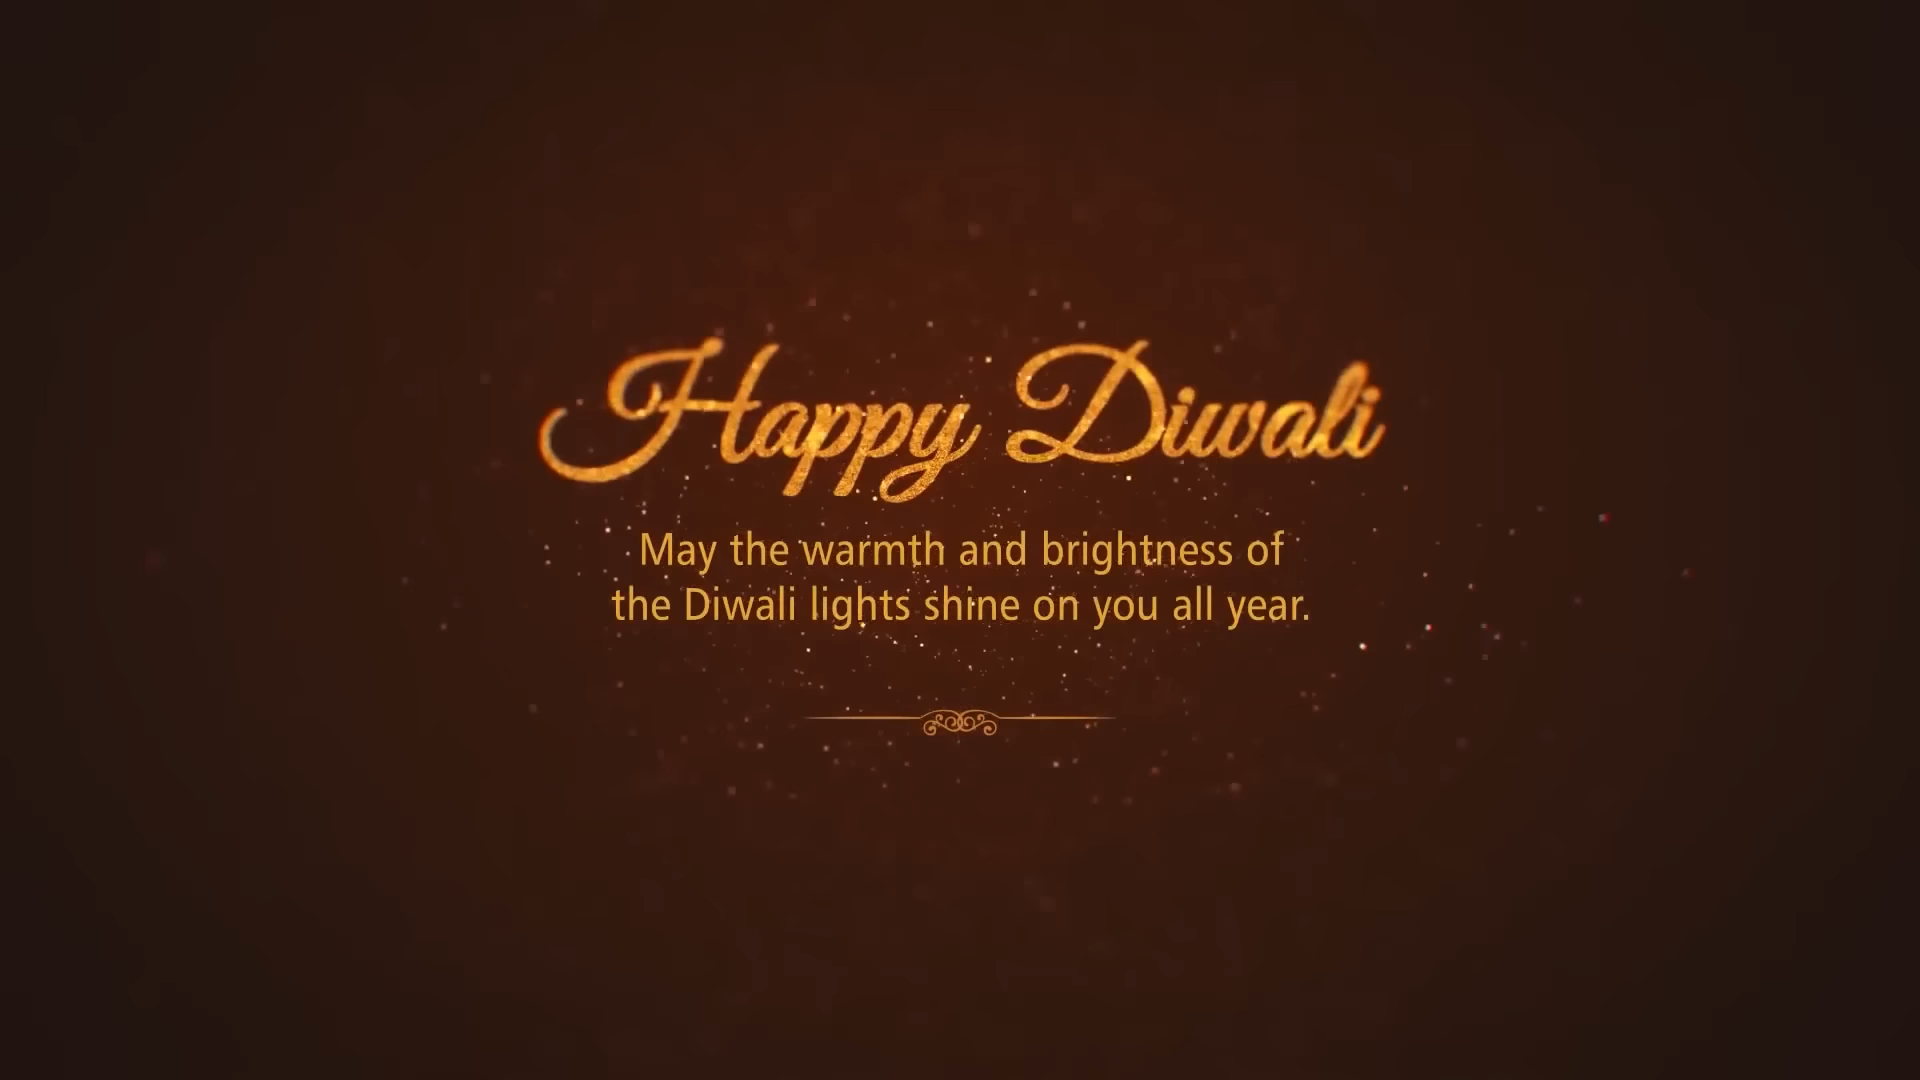 Happy Diwali
May the warmth and brightness of
the Diwali lights shine on you all year.